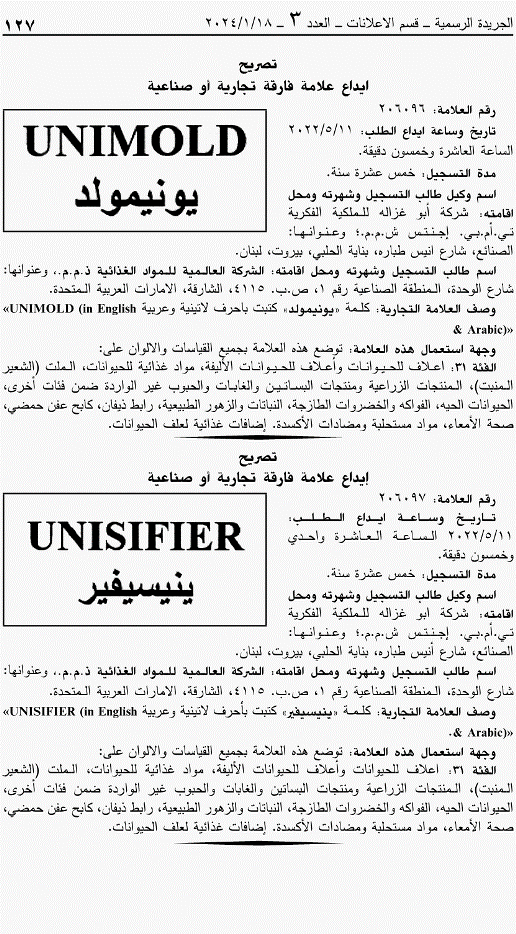 الجريدة الرسمية ــ قسم الاعلانات ــ العدد ٣ ــ ٢٠٢٤/١/١٨
١٢٧
تصريح
ايداع علامة فارقة تجارية أو صناعية
UNIMOLD
يونيمولد
رقم العلامة: ٢٠٦٠٩٦
تاريخ وساعة ايداع الطلب: ٢٠٢٢/٥/١١
الساعة العاشرة وخمسون دقيقة.
مدة التسجيل: خمس عشرة سنة.
اسم وكيل طالب التسجيل وشهرته ومحل
اقامته: شركة أبو غزاله للملكية الفكرية
تي.أم.بي. إجنتس ش.م.م.؛ وعنوانها:
الصنائع، شارع انيس طباره، بناية الحلبي، بيروت، لبنان.
اسم طالب التسجيل وشهرته ومحل اقامته: الشركة العالمية للمواد الغذائية ذ.م.م.، وعنوانها:
شارع الوحدة، المنطقة الصناعية رقم ١، ص.ب. ٤١١٥، الشارقة، الامارات العربية المتحدة.
وصف العلامة التجارية: كلمة «يونيمولد» كتبت باحرف لاتينية وعربية UNIMOLD (in English»
& Arabic)»
وجهة استعمال هذه العلامة: توضع هذه العلامة بجميع القياسات والالوان على:
الفئة ٣١: اعلاف للحيوانات وأعلاف للحيوانات الأليفة، مواد غذائية للحيوانات، الملت (الشعير
المنبت)، المنتجات الزراعية ومنتجات البساتين والغابات والحبوب غير الواردة ضمن فئات أخرى،
الحيوانات الحيه، الفواكه والخضروات الطازجة، النباتات والزهور الطبيعية، رابط ذيفان، كابح عفن حمضي،
صحة الأمعاء، مواد مستحلبة ومضادات الأكسدة. إضافات غذائية لعلف الحيوانات.
تصريح
إيداع علامة فارقة تجارية أو صناعية
UNISIFIER
ينيسيفير
رقم العلامة: ٢٠٦٠٩٧
تاريخ وساعة ايداع الطلب:
٢٠٢٢/٥/١١ الساعة العاشرة واحدي
وخمسون دقيقة.
مدة التسجيل: خمس عشرة سنة.
اسم وكيل طالب التسجيل وشهرته ومحل
اقامته: شركة أبو غزاله للملكية الفكرية
تي.أم.بي. إجنتس ش.م.م.؛ وعنوانها:
الصنائع، شارع أنيس طباره، بناية الحلبي، بيروت، لبنان.
اسم طالب التسجيل وشهرته ومحل اقامته: الشركة العالمية للمواد الغذائية ذ.م.م.، وعنوانها:
شارع الوحدة، المنطقة الصناعية رقم ١، ص.ب. ٤١١٥، الشارقة، الامارات العربية المتحدة.
وصف العلامة التجارية: كلمة «ينيسيفير» كتبت بأحرف لاتينية وعربية UNISIFIER (in English»
& Arabic)».
وجهة استعمال هذه العلامة: توضع هذه العلامة بجميع القياسات والالوان على:
الفئة ٣١: اعلاف للحيوانات وأعلاف للحيوانات الأليفة، مواد غذائية للحيوانات، الملت (الشعير
المنبت)، المنتجات الزراعية ومنتجات البساتين والغابات والحبوب غير الواردة ضمن فئات أخرى،
الحيوانات الحيه، الفواكه والخضروات الطازجة، النباتات والزهور الطبيعية، رابط ذيفان، كابح عفن حمضي،
صحة الأمعاء، مواد مستحلبة ومضادات الأكسدة. إضافات غذائية لعلف الحيوانات.